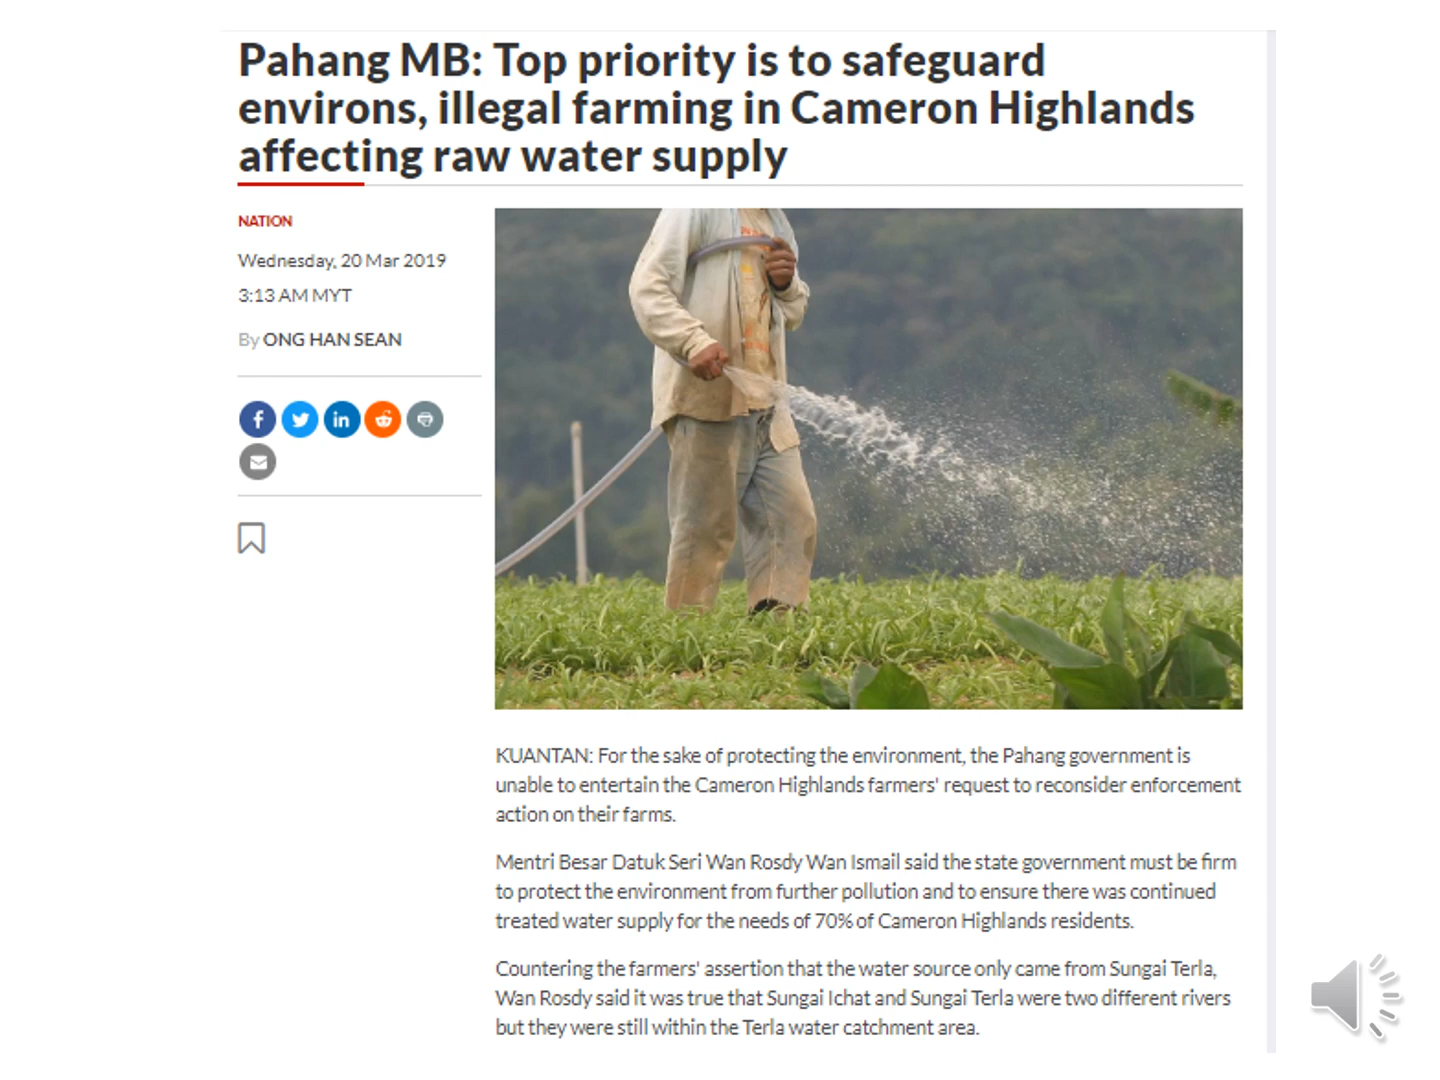 Pahang MB: Top priority is to safeguard
environs, illegal farming in Cameron Highlands
affecting raw water supply
NATION
Wednesday, 20 Mar 2019
3:13 AM MYT
By ONG HAN SEAN
KUANTAN: For the sake of protecting the environment, the Pahang government is
unable to entertain the Cameron Highlands farmers' request to reconsider enforcement
action on their farms.
Mentri Besar Datuk Seri Wan Rosdy Wan Ismail said the state government must be firm
to protect the environment from further pollution and to ensure there was continued
treated water supply for the needs of 70% of Cameron Highlands residents.
Countering the farmers' assertion that the water source only came from Sungai Terla,
Wan Rosdy said it was true that Sungai Ichat and Sungai Terla were two different rivers
but they were still within the Terla water catchment area.